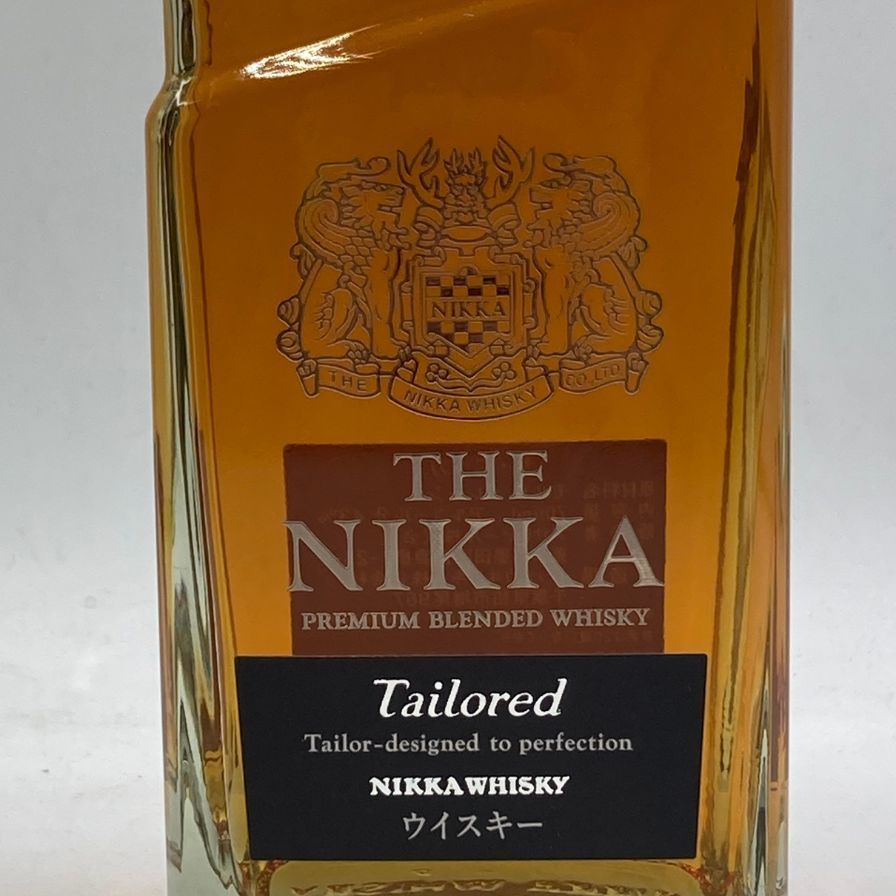 NIKKA
THE NIKKA WHISKY CO.,LTD.
THE
NIKKA
PREMIUM BLENDED WHISKY
Tailored
Tailor-designed to perfection
NIKKA WHISKY
ウイスキー